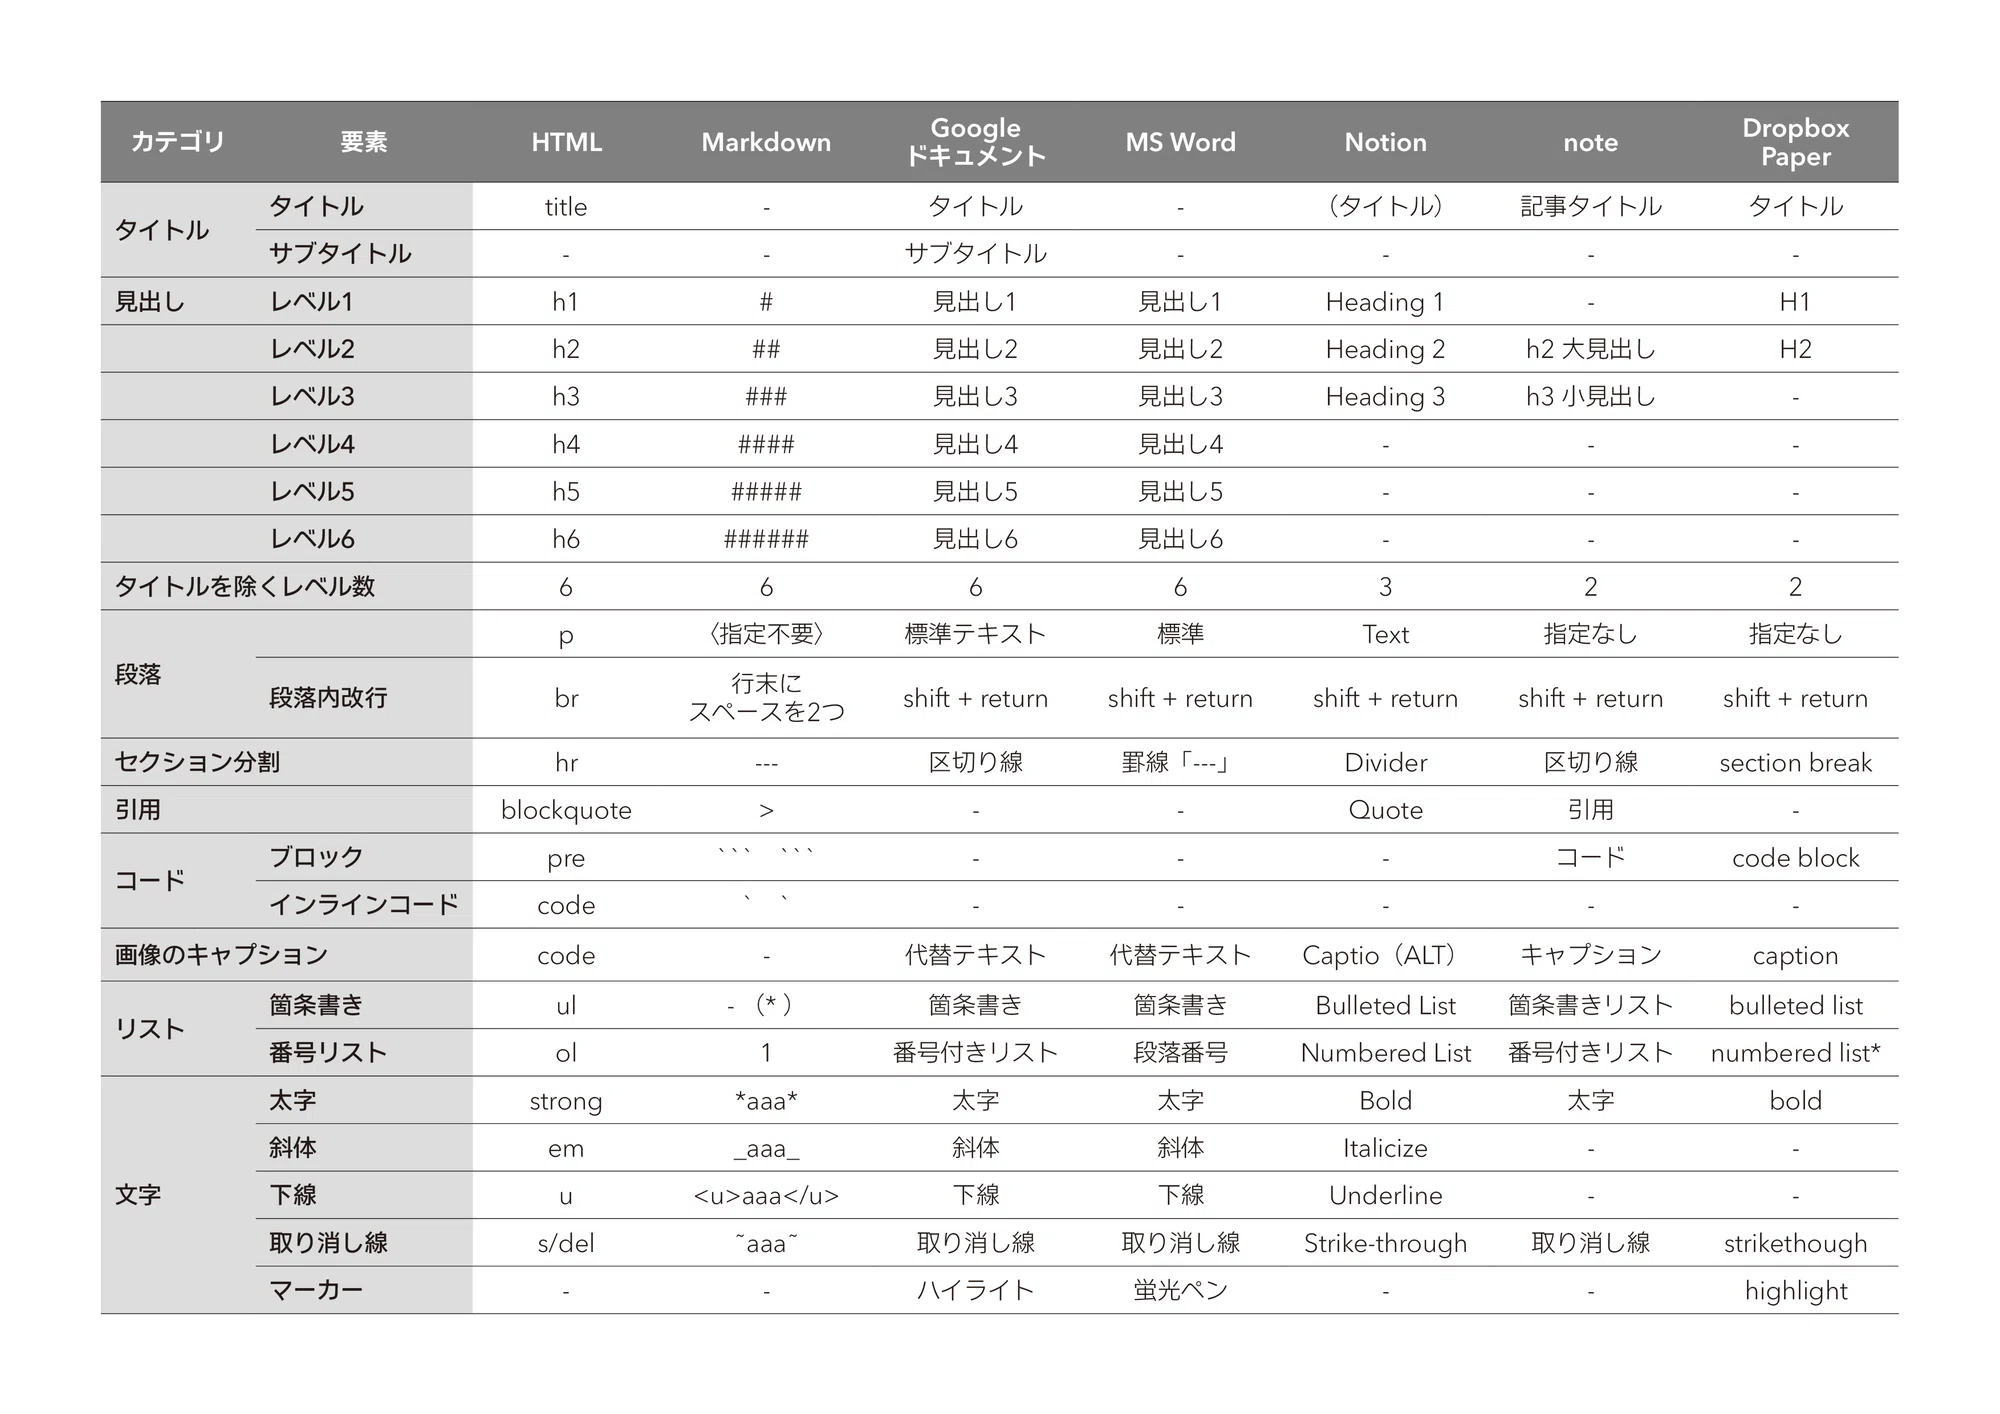 カテゴリ 要素 HTML Markdown Google ドキュメント MS Word Notion note Dropbox Paper
タイトル タイトル title - タイトル - （タイトル） 記事タイトル タイトル
サブタイトル - - サブタイトル - - - -
見出し レベル1 h1 # 見出し1 見出し1 Heading 1 - H1
レベル2 h2 ## 見出し2 見出し2 Heading 2 h2 大見出し H2
レベル3 h3 ### 見出し3 見出し3 Heading 3 h3 小見出し -
レベル4 h4 #### 見出し4 見出し4 - - -
レベル5 h5 ##### 見出し5 見出し5 - - -
レベル6 h6 ###### 見出し6 見出し6 - - -
タイトルを除くレベル数 6 6 6 6 3 2 2
段落 p 〈指定不要〉 標準テキスト 標準 Text 指定なし 指定なし
段落内改行 br 行末に スペースを2つ shift + return shift + return shift + return shift + return shift + return
セクション分割 hr --- 区切り線 罫線「---」 Divider 区切り線 section break
引用 blockquote > - - Quote 引用 -
コード ブロック pre ``` ``` - - - コード code block
インラインコード code ` ` - - - - -
画像のキャプション code - 代替テキスト 代替テキスト Captio（ALT） キャプション caption
リスト 箇条書き ul - （* ） 箇条書き 箇条書き Bulleted List 箇条書きリスト bulleted list
番号リスト ol 1 番号付きリスト 段落番号 Numbered List 番号付きリスト numbered list*
文字 太字 strong *aaa* 太字 太字 Bold 太字 bold
斜体 em _aaa_ 斜体 斜体 Italicize - -
下線 u <u>aaa</u> 下線 下線 Underline - -
取り消し線 s/del ~aaa~ 取り消し線 取り消し線 Strike-through 取り消し線 strikethough
マーカー - - ハイライト 蛍光ペン - - highlight